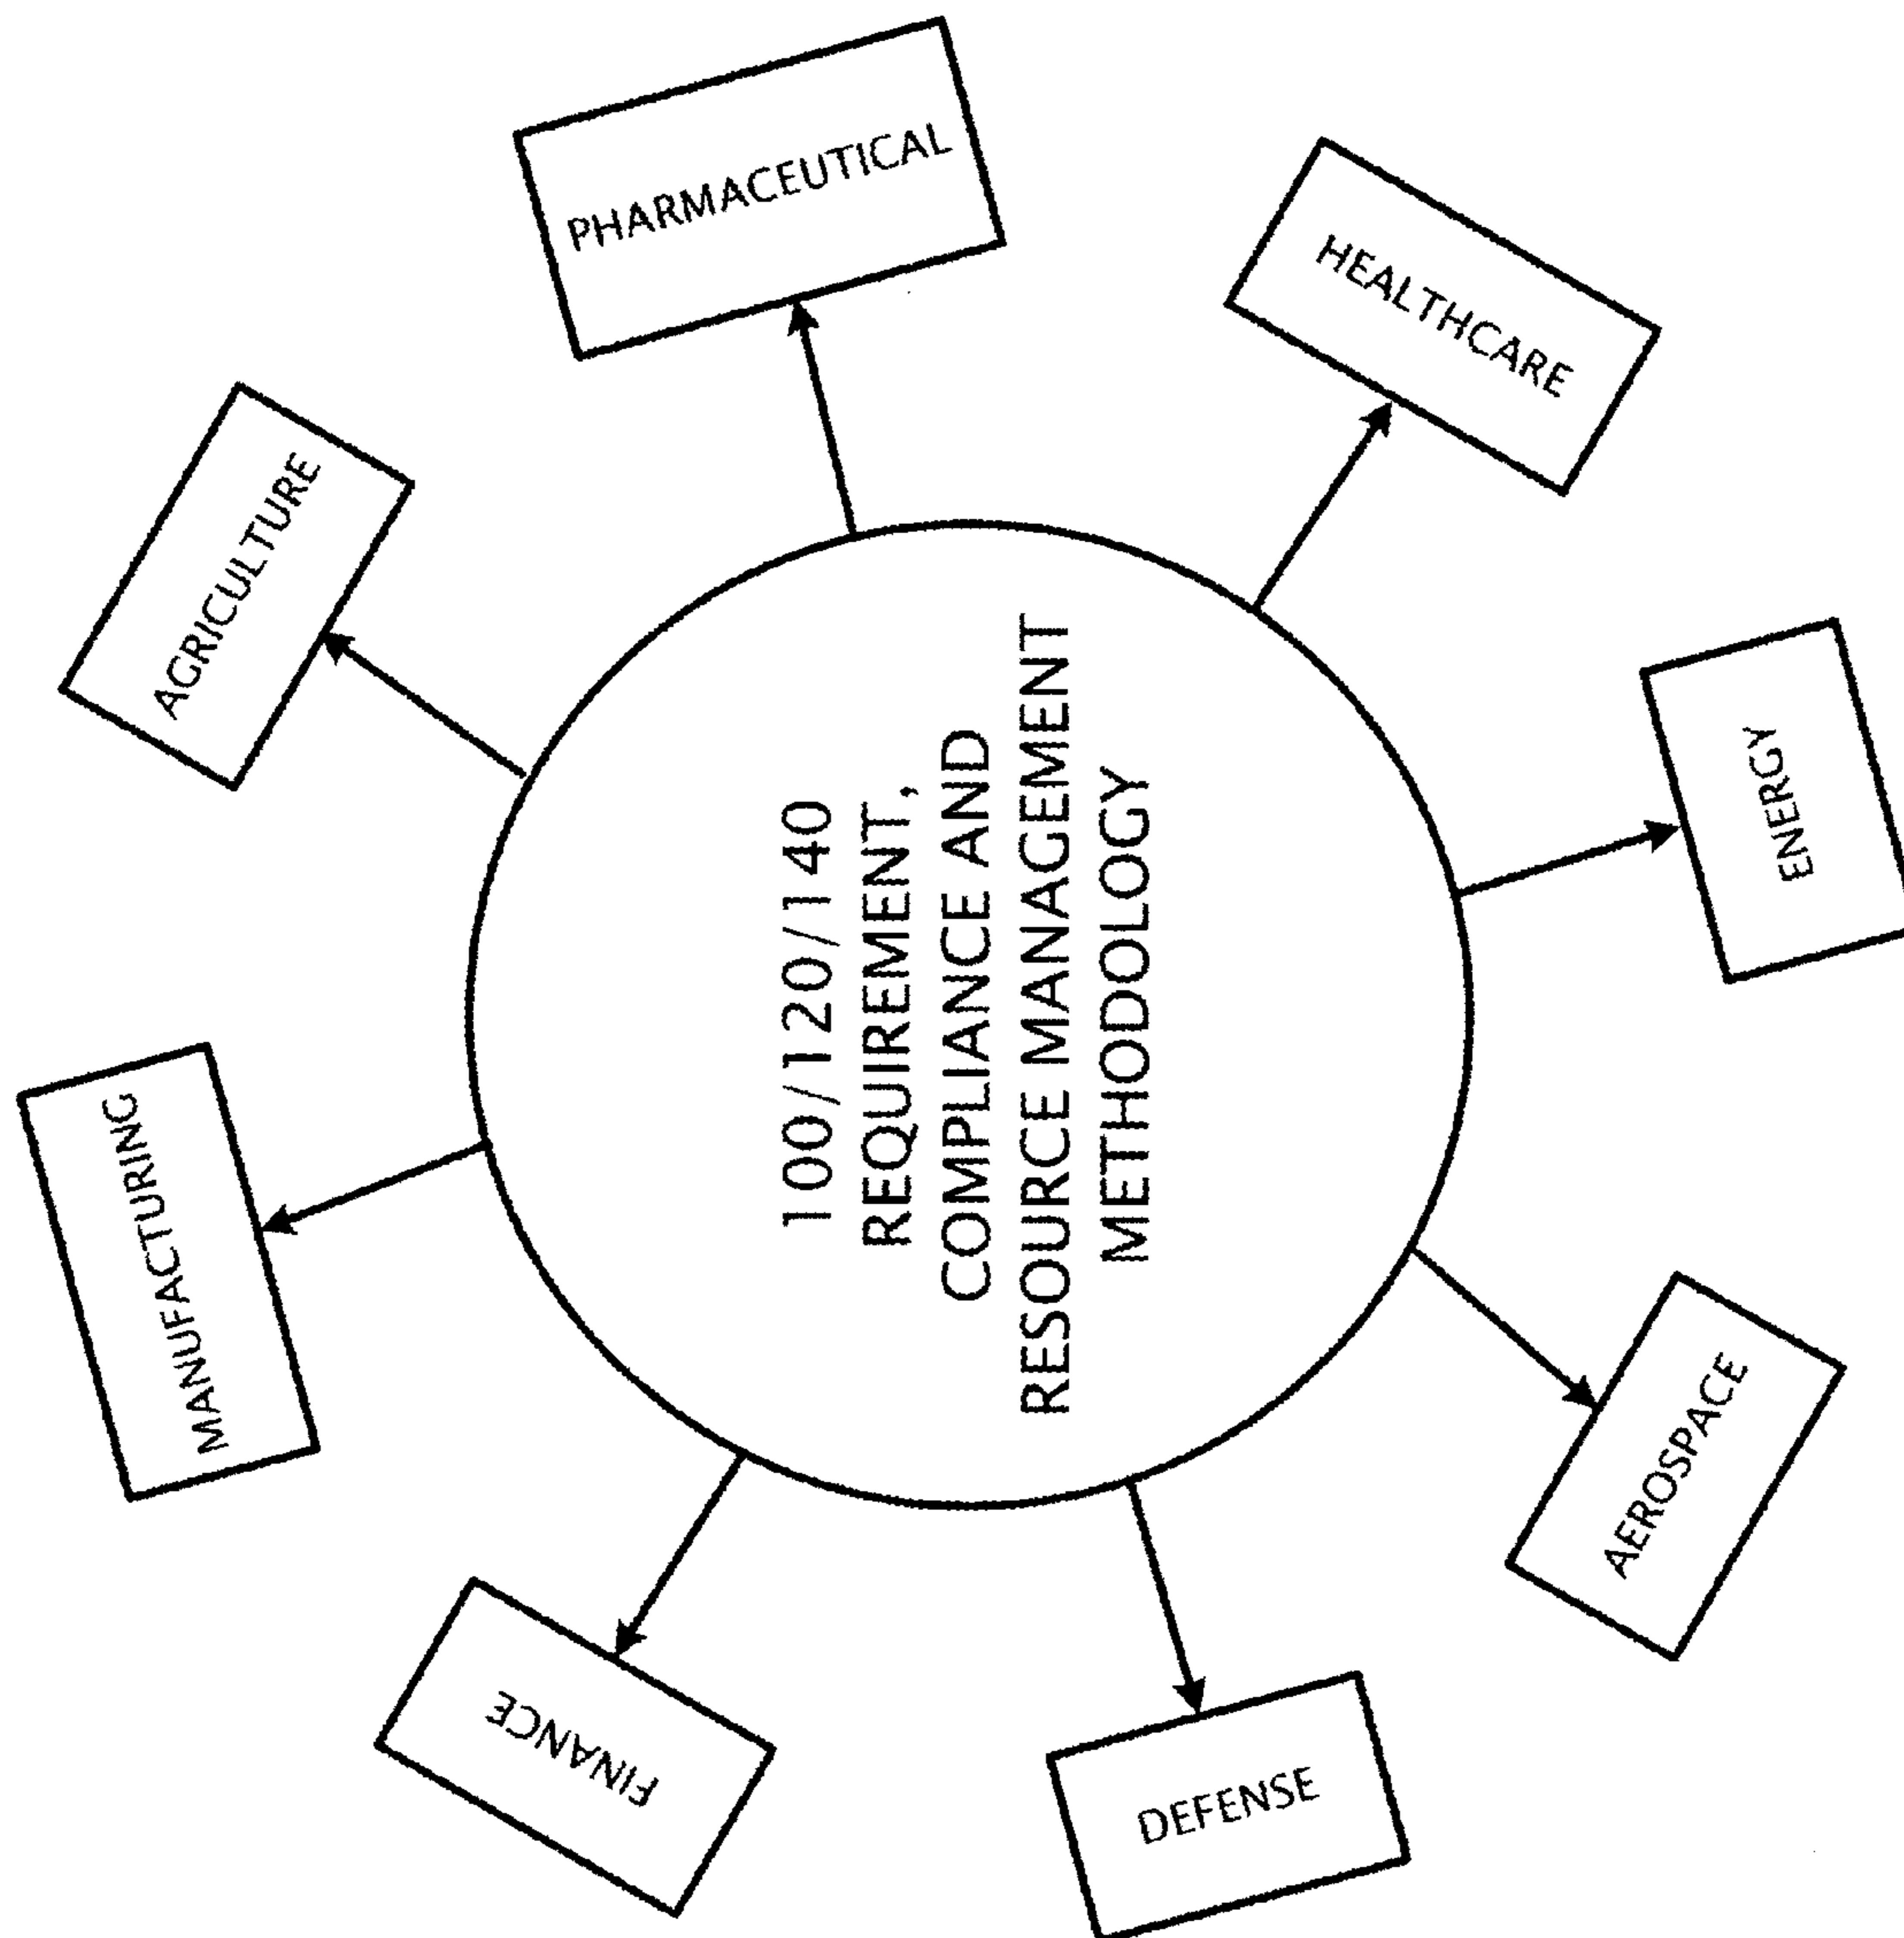 100/120/140
REQUIREMENT,
COMPLIANCE AND
RESOURCE MANAGEMENT
METHODOLOGY
PHARMACEUTICAL
HEALTHCARE
ENERGY
AEROSPACE
DEFENSE
FINANCE
MANUFACTURING
AGRICULTURE